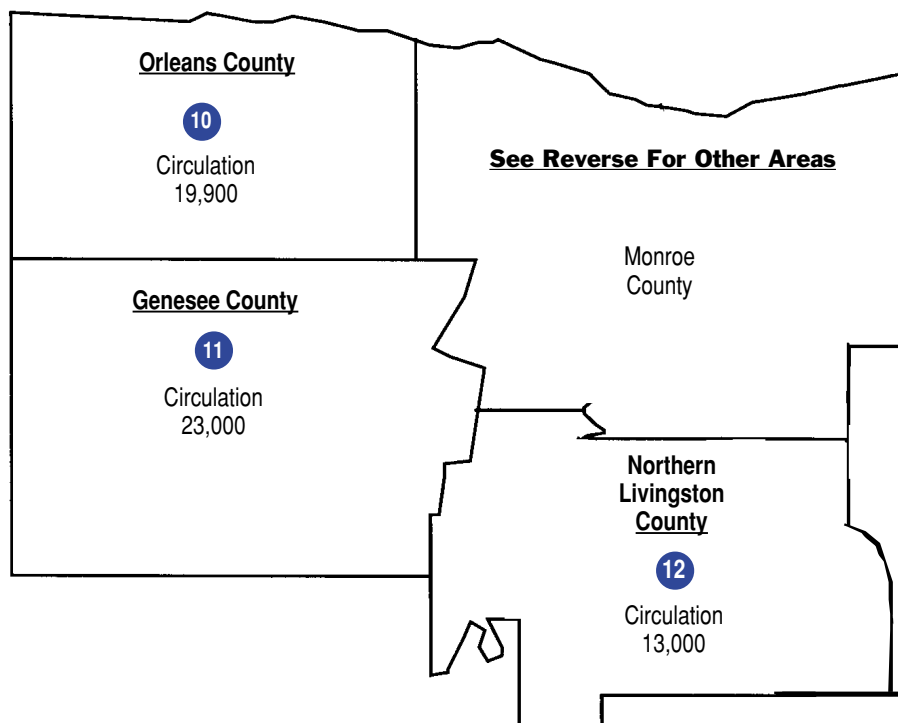 Orleans County
10
Circulation
19,900
See Reverse For Other Areas
Monroe
County
Genesee County
11
Circulation
23,000
Northern
Livingston
County
12
Circulation
13,000